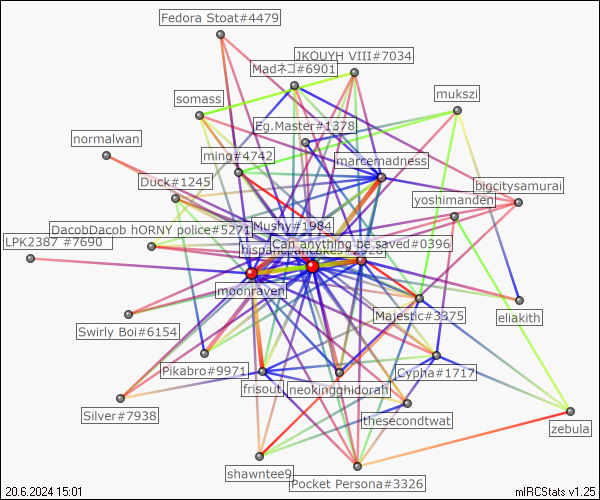 Fedora Stoat#4479
JKOUYH VIII#7034
Madネコ#6901
mukszi
somass
Eg.Master#1378
normalwan
ming#4742
marcemadness
Duck#1245
bigcitysamurai
yoshimanden
Mushy#1984
DacobDacob hORNY police#5271
LPK2387 #7690
Can anything be saved#0396
moonraven
eliakith
Majestic#3375
Swirly Boi#6154
Pikabro#9971
Cypha#1717
frisout
neokingghidorah
Silver#7938
thesecondtwat
zebula
shawntee9
Pocket Persona#3326
20.6.2024 15:01
mIRCStats v1.25